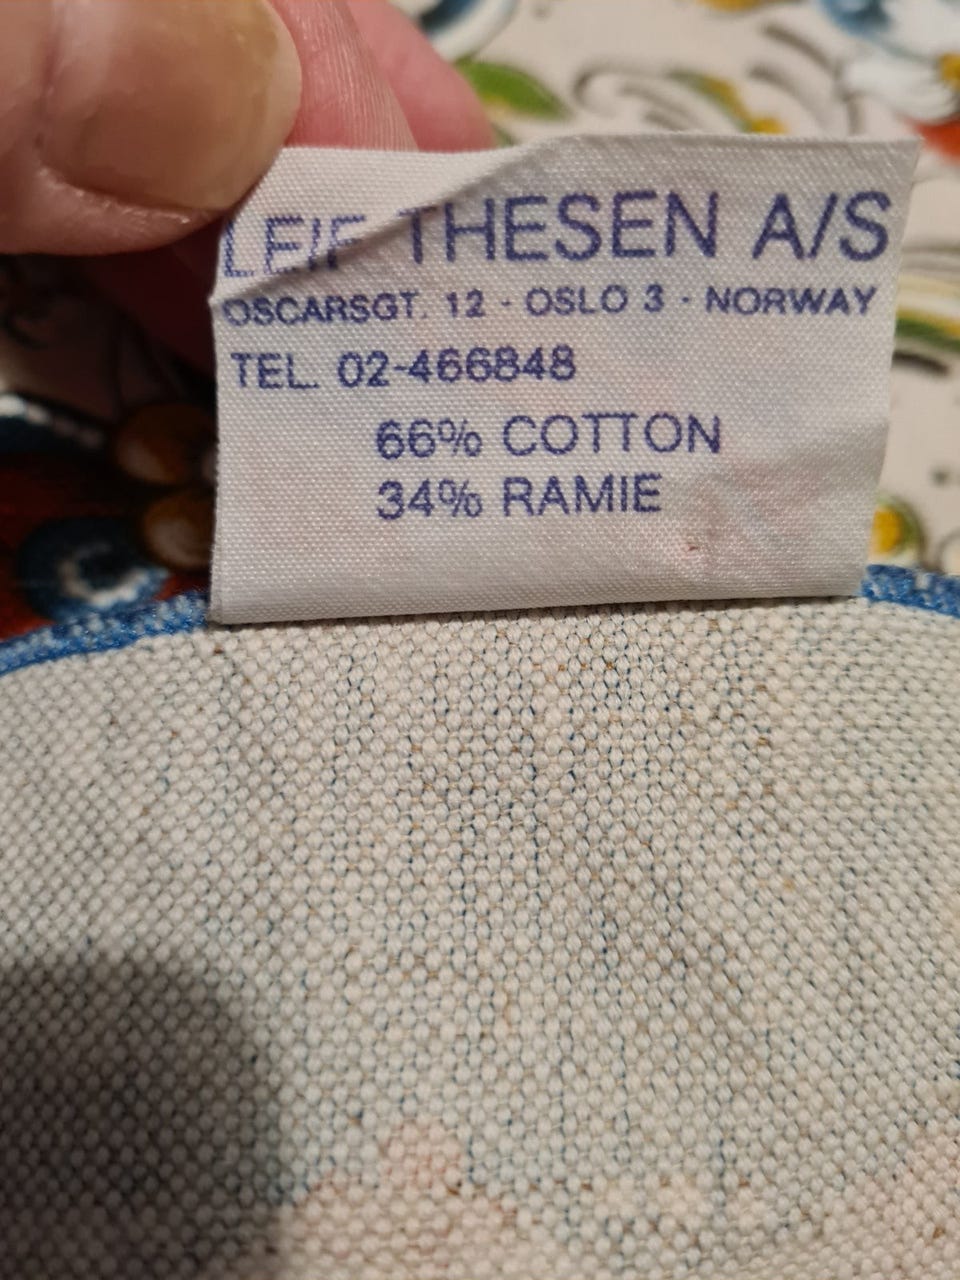 LEIF THESEN A/S
OSCARSGT. 12 - OSLO 3 - NORWAY
TEL. 02-466848
66% COTTON
34% RAMIE